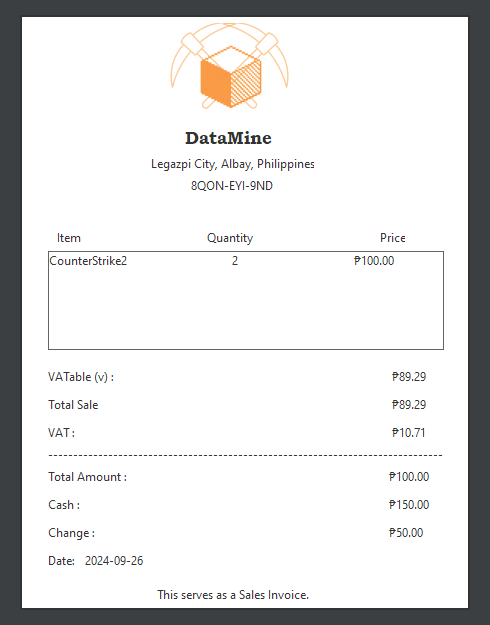 DataMine
Legazpi City, Albay, Philippines
8QON-EYI-9ND
Item Quantity Price
CounterStrike2 2 ₱100.00
VATable (v) : ₱89.29
Total Sale ₱89.29
VAT : ₱10.71
Total Amount : ₱100.00
Cash : ₱150.00
Change : ₱50.00
Date: 2024-09-26
This serves as a Sales Invoice.